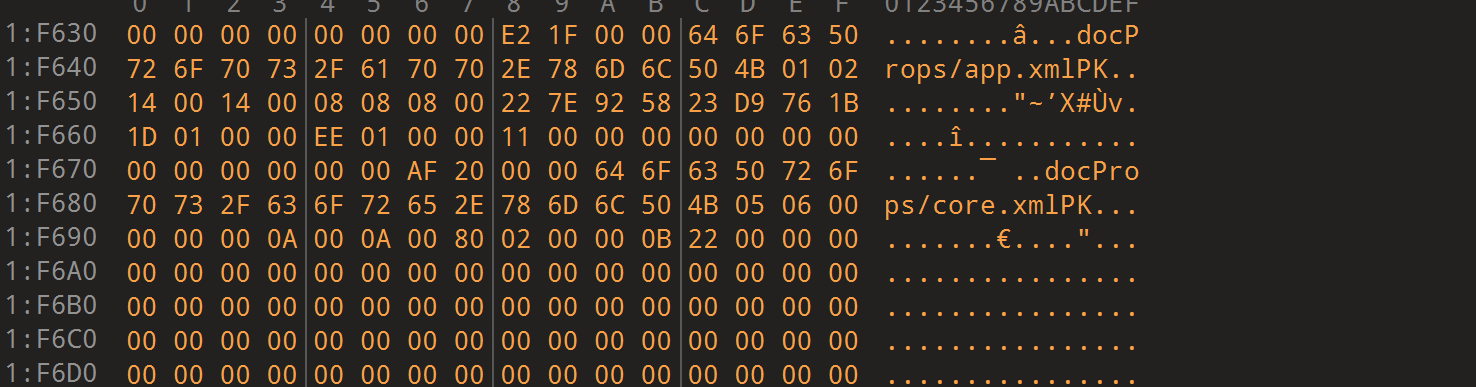 0 1 2 3 4 5 6 7 8 9 A B C D E F 0123456789ABCDEF
1:F630 00 00 00 00 00 00 00 00 E2 1F 00 00 64 6F 63 50 ........â...docP
1:F640 72 6F 70 73 2F 61 70 70 2E 78 6D 6C 50 4B 01 02 rops/app.xmlPK..
1:F650 14 00 14 00 08 08 08 00 22 7E 92 58 23 D9 76 1B ........"~’X#Ùv.
1:F660 1D 01 00 00 EE 01 00 00 11 00 00 00 00 00 00 00 ....î...........
1:F670 00 00 00 00 00 00 AF 20 00 00 64 6F 63 50 72 6F ......¯ ..docPro
1:F680 70 73 2F 63 6F 72 65 2E 78 6D 6C 50 4B 05 06 00 ps/core.xmlPK...
1:F690 00 00 00 0A 00 0A 00 80 02 00 00 0B 22 00 00 00 .......€...."...
1:F6A0 00 00 00 00 00 00 00 00 00 00 00 00 00 00 00 00 ................
1:F6B0 00 00 00 00 00 00 00 00 00 00 00 00 00 00 00 00 ................
1:F6C0 00 00 00 00 00 00 00 00 00 00 00 00 00 00 00 00 ................
1:F6D0 00 00 00 00 00 00 00 00 00 00 00 00 00 00 00 00 ................